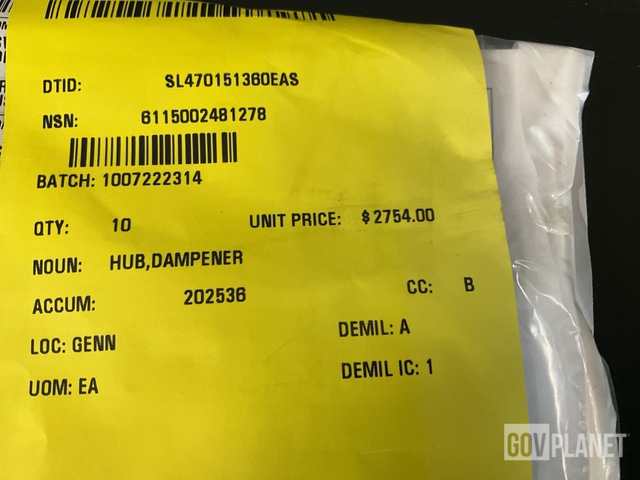 DTID: SL470151360EAS
NSN: 6115002481278
BATCH: 1007222314
QTY: 10 UNIT PRICE: $2754.00
NOUN: HUB,DAMPENER
ACCUM: 202536 CC: B
LOC: GENN DEMIL: A
UOM: EA DEMIL IC: 1
GOVPLANET